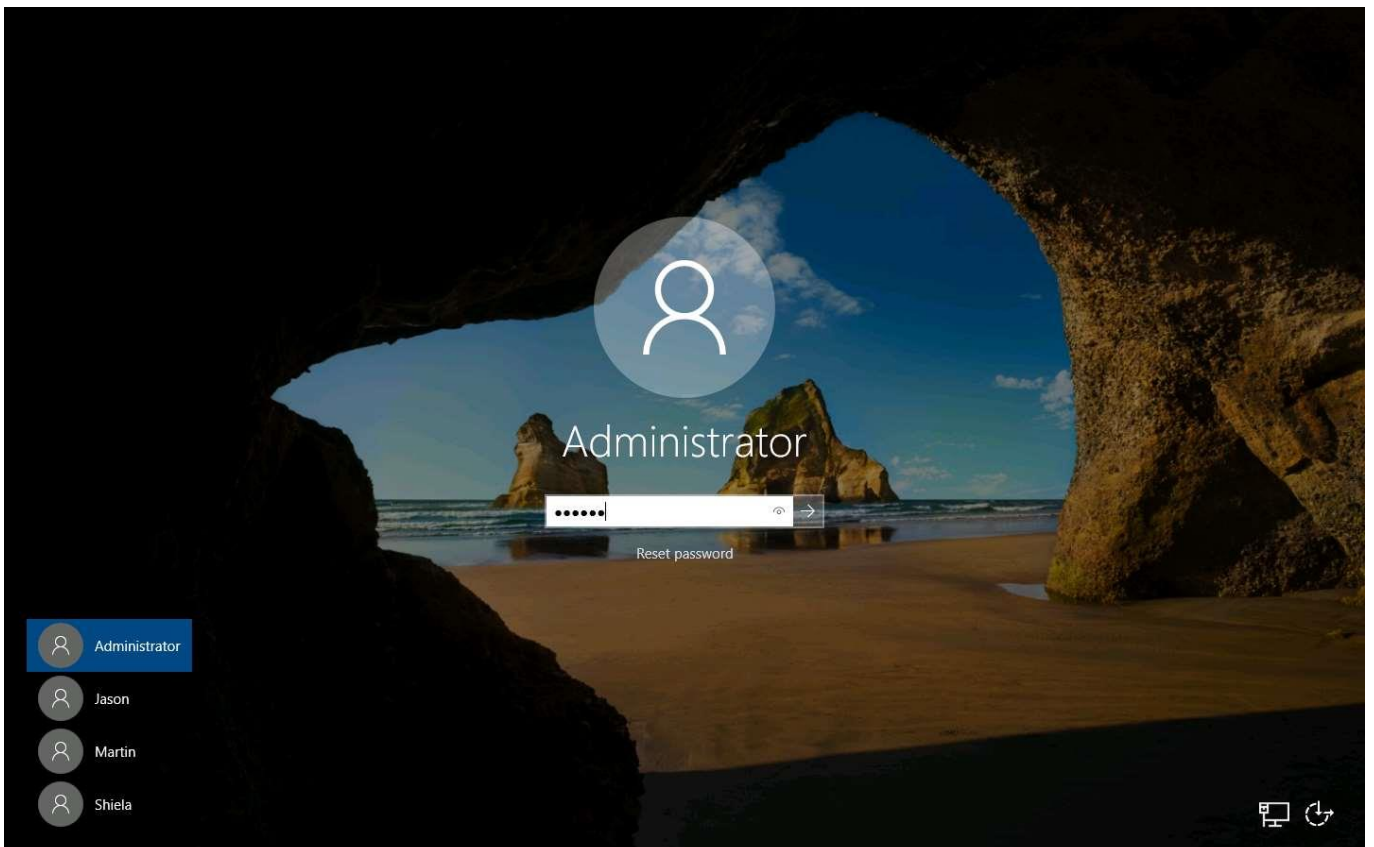 Administrator
••••••
Reset password
Administrator
Jason
Martin
Shiela